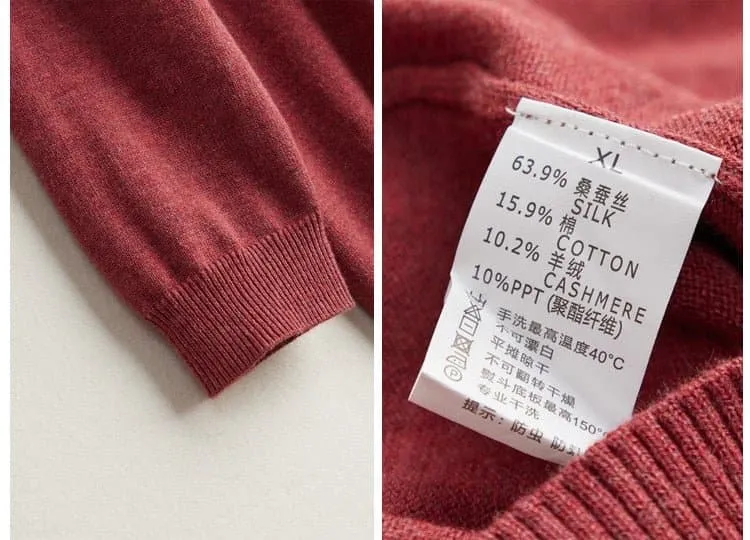 XL
63.9% 桑蚕丝
SILK
15.9% 棉
COTTON
10.2% 羊绒
CASHMERE
10%PPT (聚酯纤维)
手洗最高温度40°C
不可漂白
平摊晾干
不可翻转干燥
熨斗底板最高150°
专业干洗
提示：防虫 防